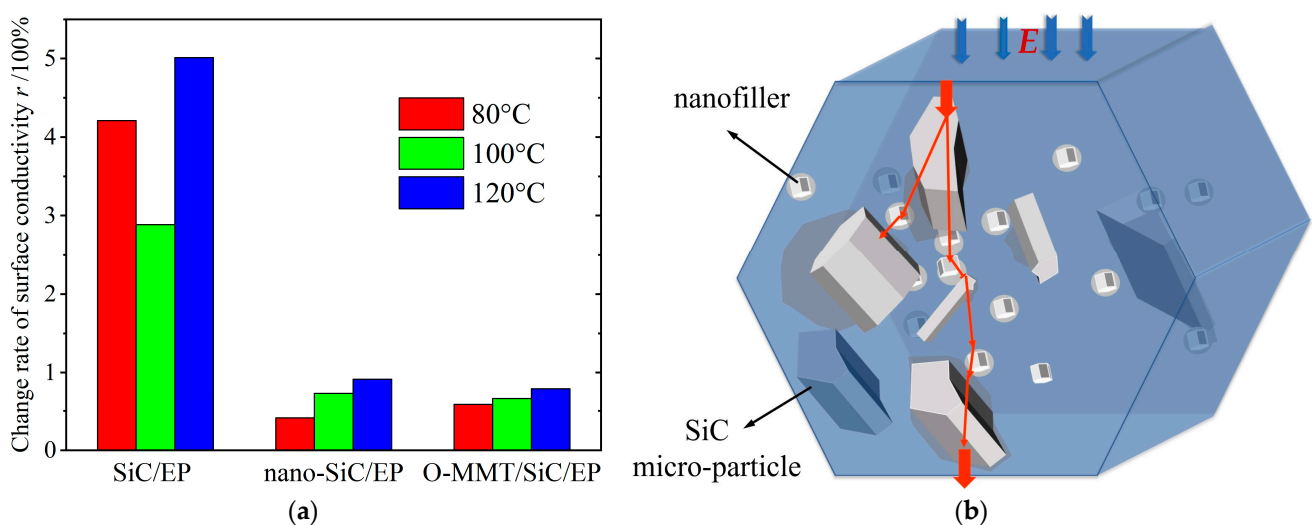 Change rate of surface conductivity r /100%
5
4
3
2
1
0
80°C
100°C
120°C
SiC/EP
nano-SiC/EP
O-MMT/SiC/EP
(a)
E
nanofiller
SiC
micro-particle
(b)